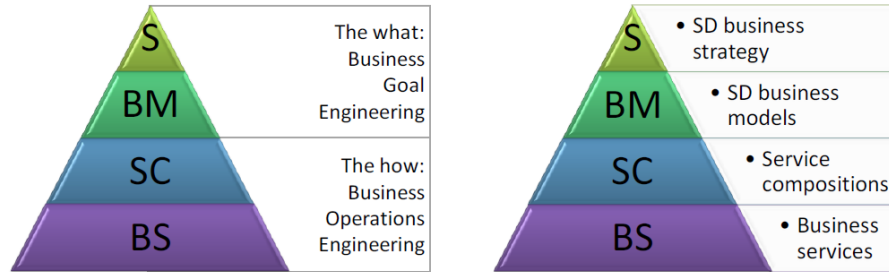 S
BM
SC
BS
The what:
Business
Goal
Engineering
The how:
Business
Operations
Engineering
S
BM
SC
BS
• SD business
strategy
• SD business
models
• Service
compositions
• Business
services